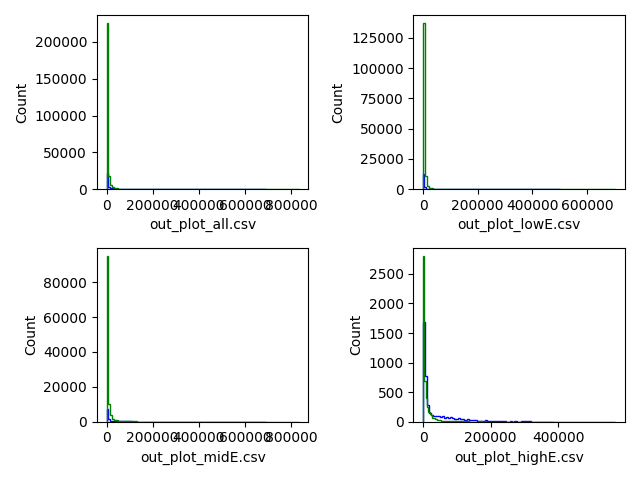 200000
150000
100000
50000
0
Count
0 200000 400000 600000 800000
out_plot_all.csv
125000
100000
75000
50000
25000
0
Count
0 200000 400000 600000
out_plot_lowE.csv
80000
60000
40000
20000
0
Count
0 200000 400000 600000 800000
out_plot_midE.csv
2500
2000
1500
1000
500
0
Count
0 200000 400000
out_plot_highE.csv